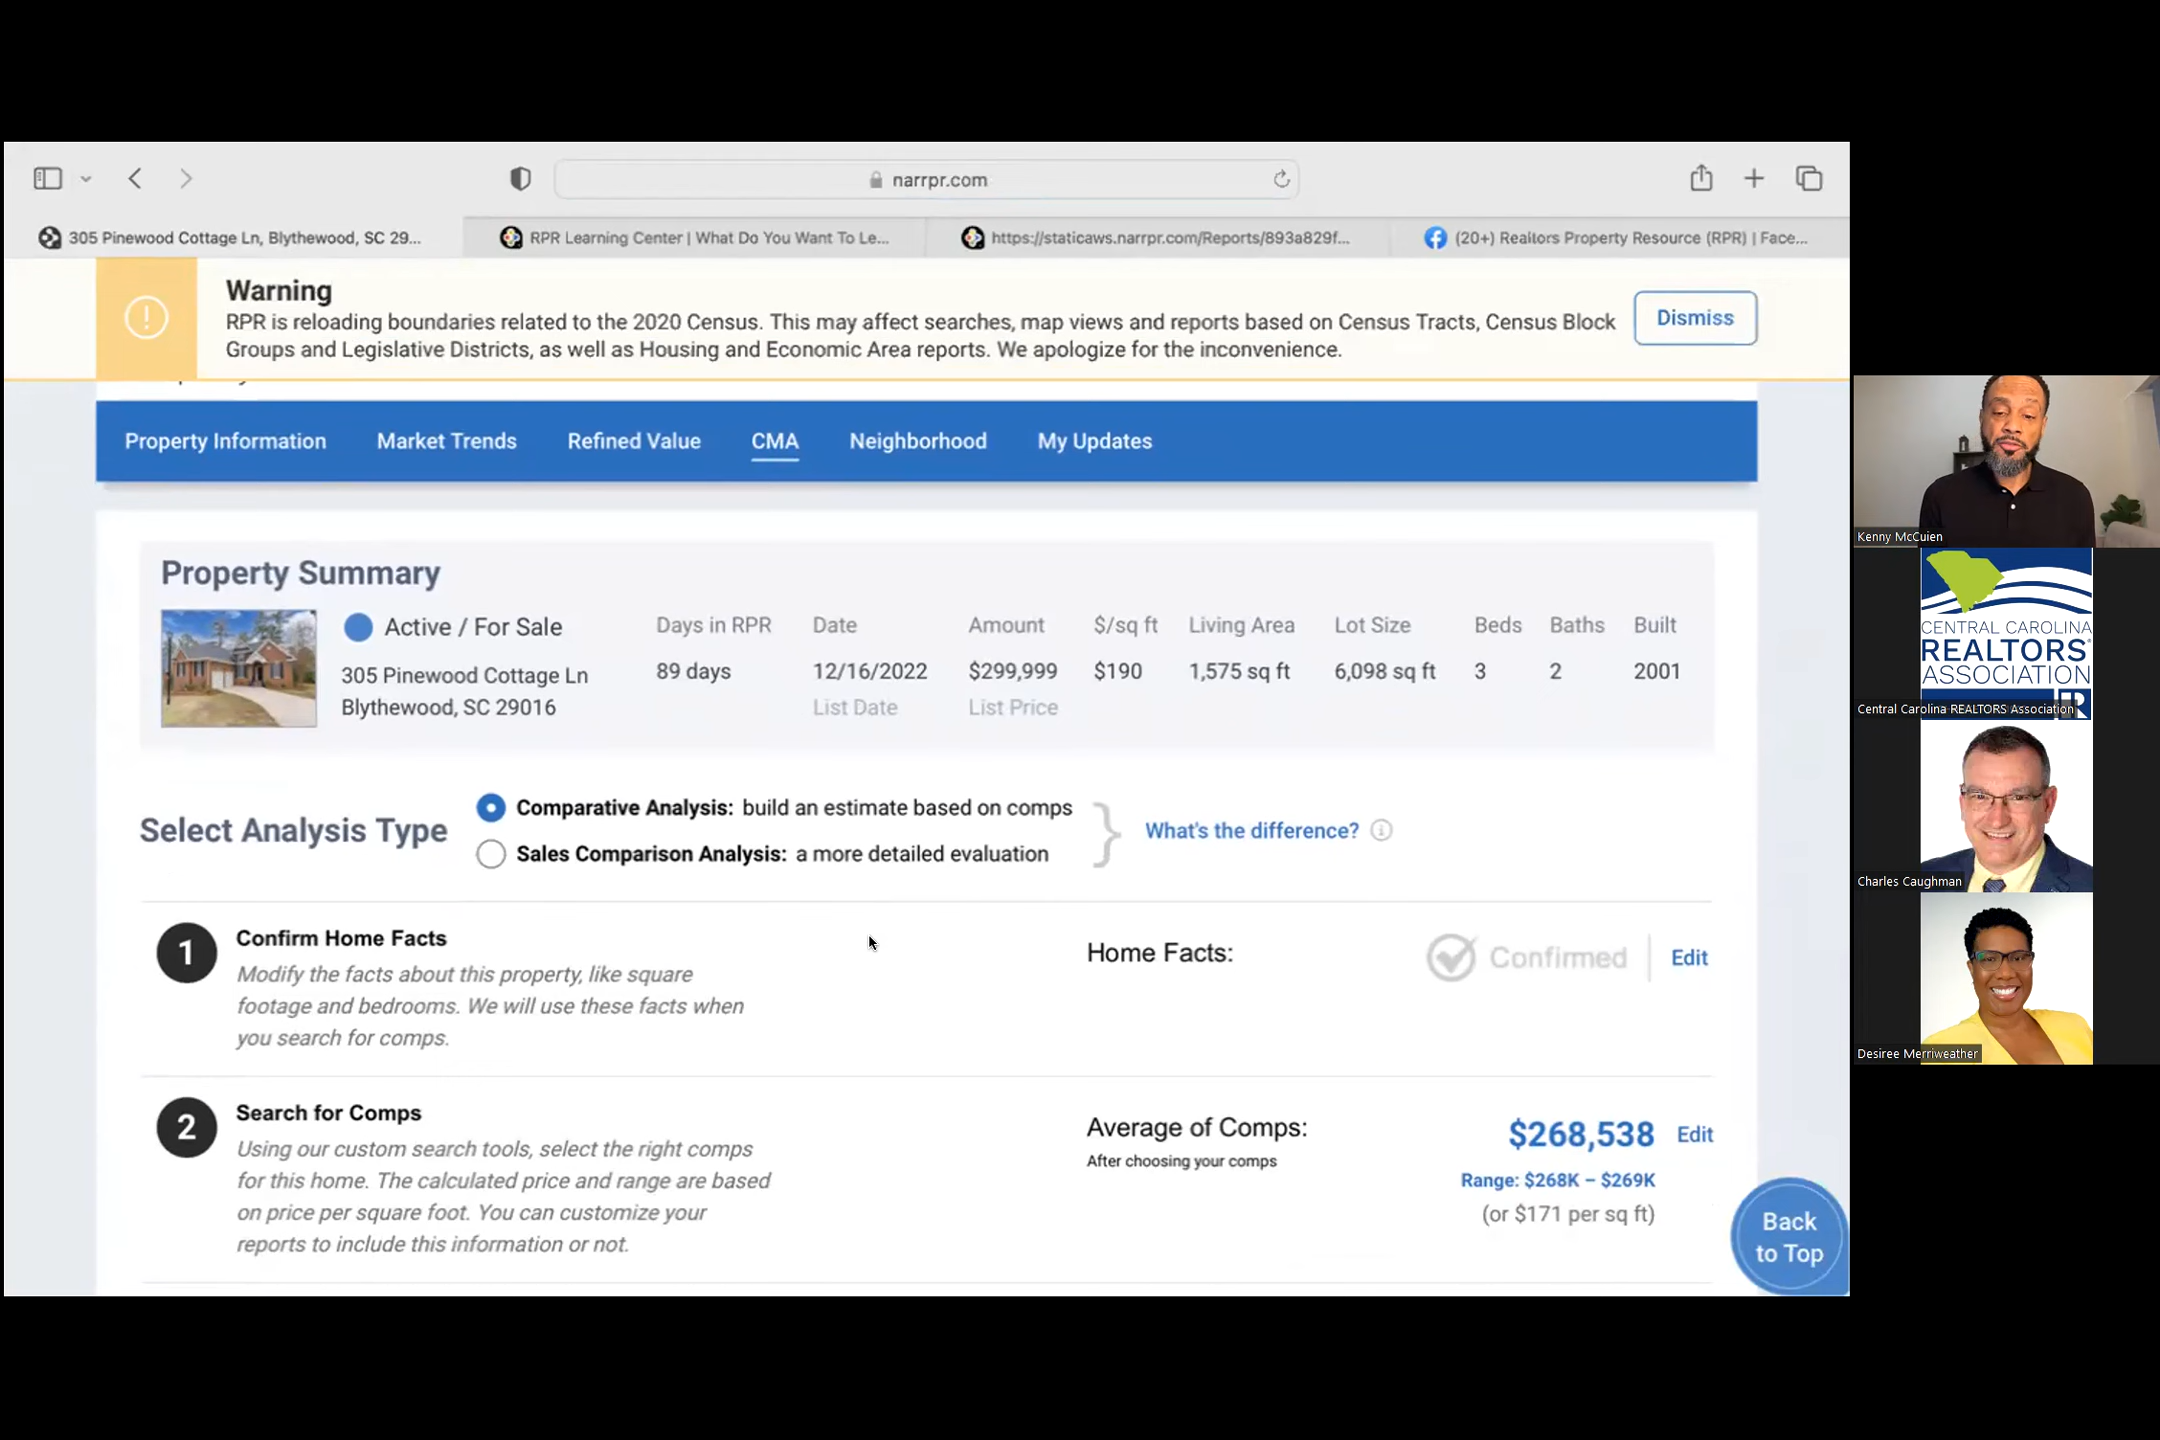 narrpr.com
305 Pinewood Cottage Ln, Blythewood, SC 29...
RPR Learning Center | What Do You Want To Le...
https://staticaws.narrpr.com/Reports/893a829f...
(20+) Realtors Property Resource (RPR) | Face...
Warning
RPR is reloading boundaries related to the 2020 Census. This may affect searches, map views and reports based on Census Tracts, Census Block
Groups and Legislative Districts, as well as Housing and Economic Area reports. We apologize for the inconvenience.
Dismiss
Property Information
Market Trends
Refined Value
CMA
Neighborhood
My Updates
Property Summary
Active / For Sale
305 Pinewood Cottage Ln
Blythewood, SC 29016
Days in RPR
89 days
Date
12/16/2022
List Date
Amount
$299,999
List Price
$/sq ft
$190
Living Area
1,575 sq ft
Lot Size
6,098 sq ft
Beds
3
Baths
2
Built
2001
Select Analysis Type
Comparative Analysis: build an estimate based on comps
Sales Comparison Analysis: a more detailed evaluation
What's the difference?
1
Confirm Home Facts
Modify the facts about this property, like square
footage and bedrooms. We will use these facts when
you search for comps.
Home Facts:
Confirmed
Edit
2
Search for Comps
Using our custom search tools, select the right comps
for this home. The calculated price and range are based
on price per square foot. You can customize your
reports to include this information or not.
Average of Comps:
After choosing your comps
$268,538
Edit
Range: $268K – $269K
(or $171 per sq ft)
Back
to Top
Kenny McCuien
CENTRAL CAROLINA
REALTORS®
ASSOCIATION
Central Carolina REALTORS Association
Charles Caughman
Desiree Merriweather